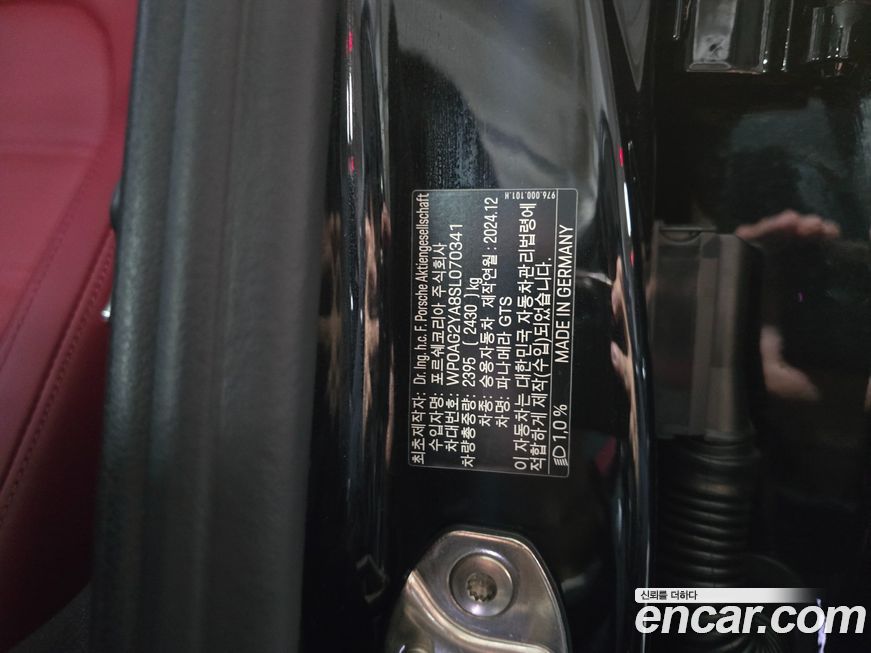 976.000.101.H
최초제작자: Dr. Ing. h.c. F. Porsche Aktiengesellschaft
수입자명: 포르쉐코리아 주식회사
차대번호: WP0AG2YA8SL070341
차량총중량: 2395 ( 2430 ) kg
차종: 승용자동차 제작연월: 2024.12
차명: 파나메라 GTS
이 자동차는 대한민국 자동차관리법령에
적합하게 제작(수입)되었습니다.
1,0 % MADE IN GERMANY
신뢰를 더하다
encar.com